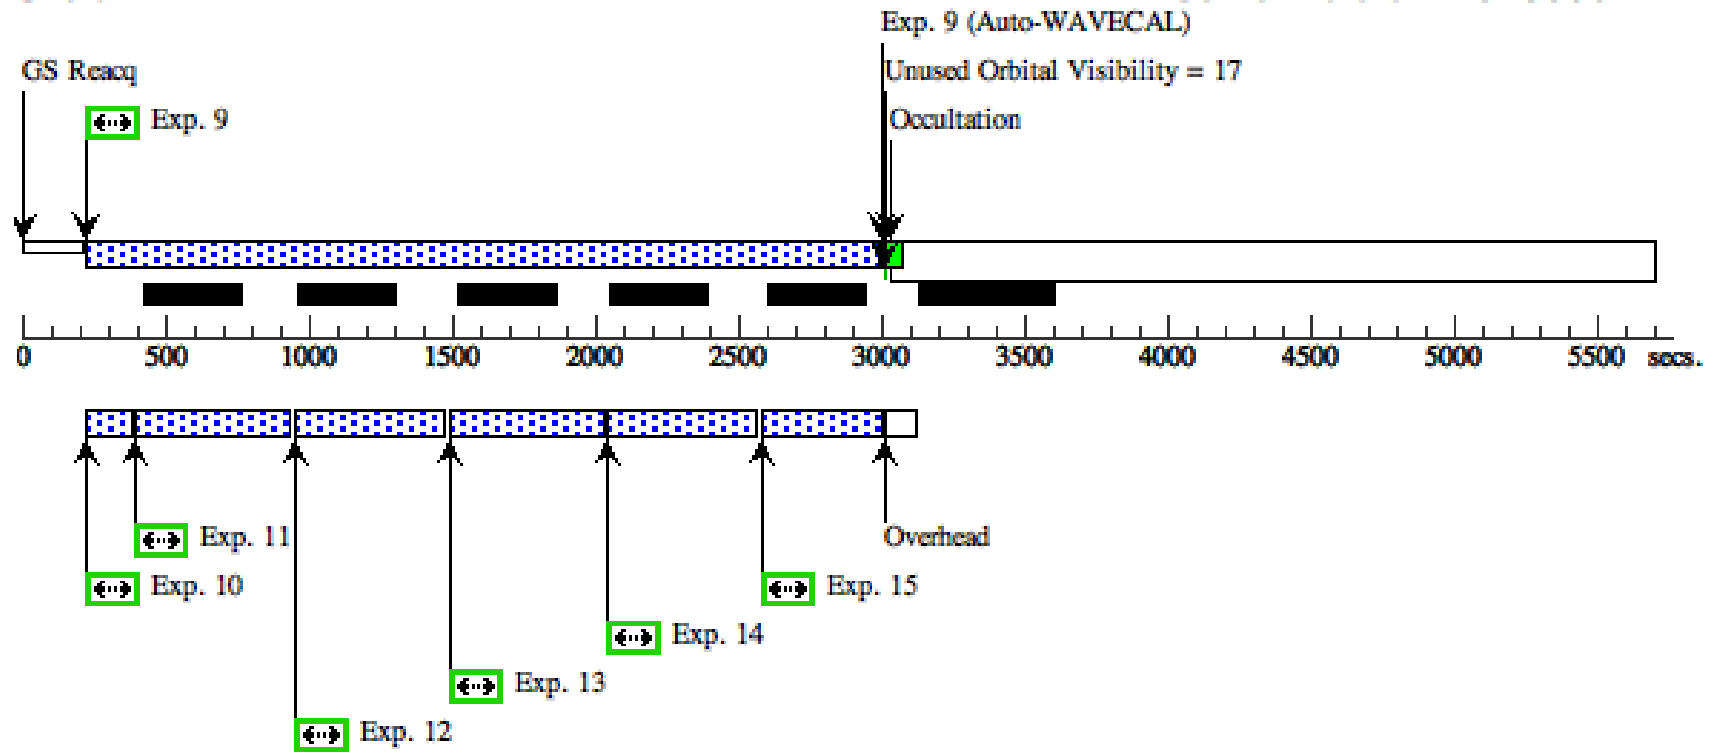 Exp. 9 (Auto-WAVECAL)
GS Reacq
Unused Orbital Visibility = 17
Exp. 9
Occultation
0 500 1000 1500 2000 2500 3000 3500 4000 4500 5000 5500 secs.
Exp. 11
Overhead
Exp. 10
Exp. 15
Exp. 14
Exp. 13
Exp. 12